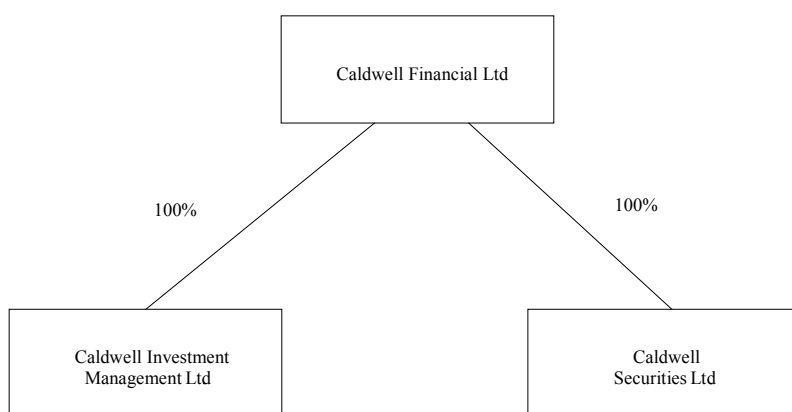 Caldwell Financial Ltd
100%
100%
Caldwell Investment
Management Ltd
Caldwell
Securities Ltd